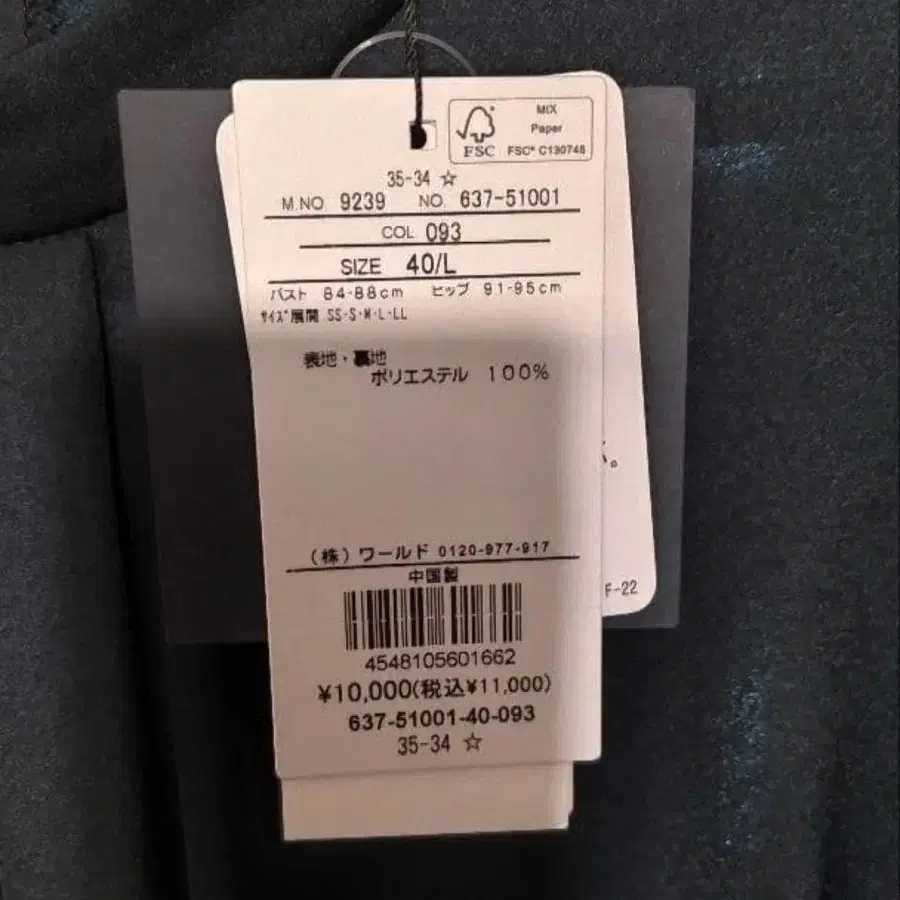 MIX
Paper
FSC
FSC® C130748
35-34 ☆
M.NO. 9239 NO. 637-51001
COL 093
SIZE 40/L
バスト 84-88cm ヒップ 91-95cm
ｻｲｽﾞ展開 SS･S･M･L･LL
表地・裏地
ポリエステル 100%
。
(株)ワールド 0120-977-917
中国製
F-22
4548105601662
¥10,000(税込¥11,000)
637-51001-40-093
35-34 ☆